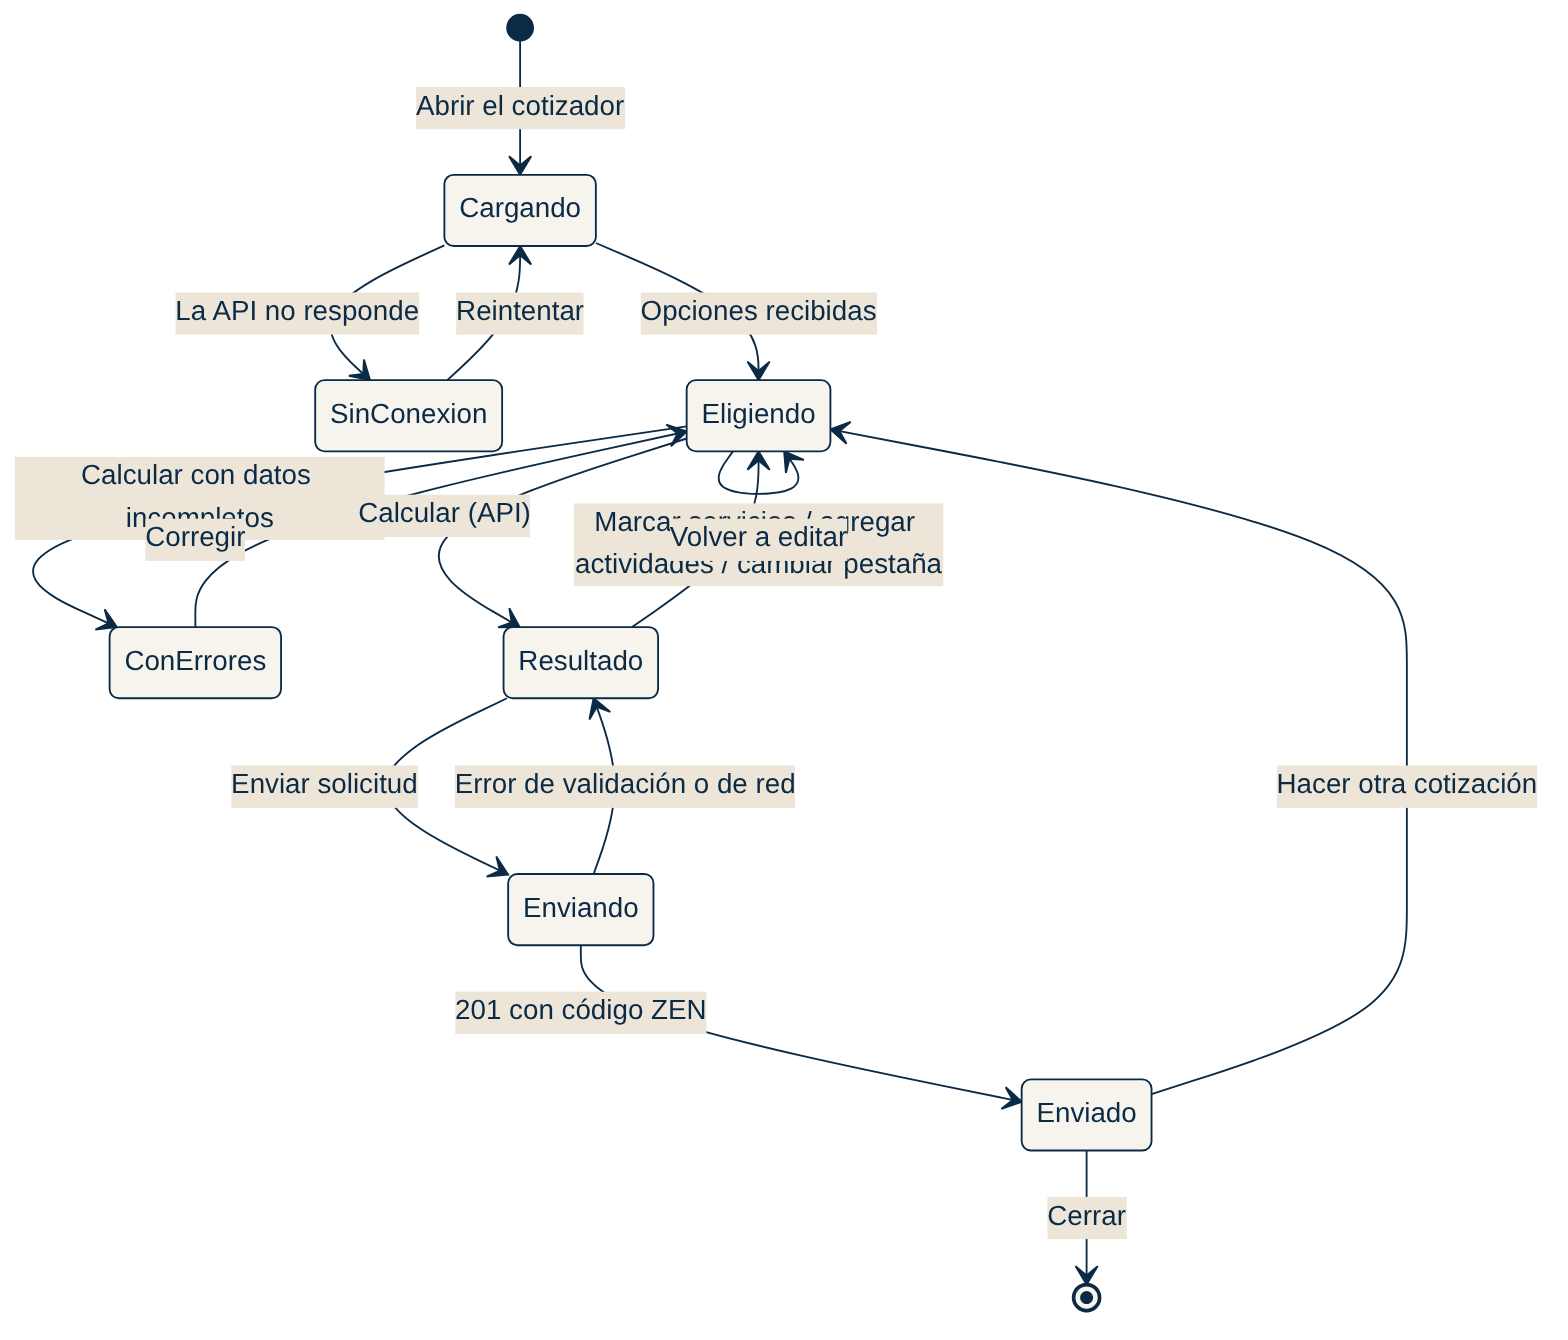 Abrir el cotizador
Cargando
La API no responde
Reintentar
Opciones recibidas
SinConexion
Eligiendo
Calcular con datos
incompletos
Corregir
Calcular (API)
Marcar servicios / agregar
Volver a editar
actividades / cambiar pestaña
ConErrores
Resultado
Enviar solicitud
Error de validación o de red
Hacer otra cotización
Enviando
201 con código ZEN
Enviado
Cerrar